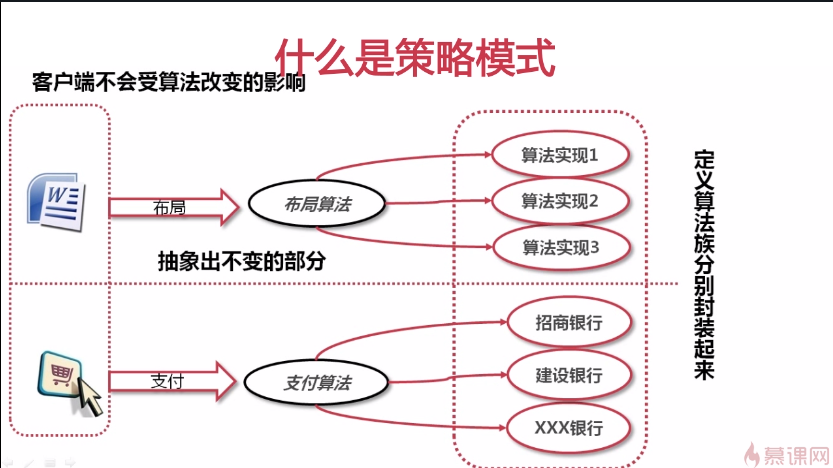 什么是策略模式
客户端不会受算法改变的影响
W
布局
布局算法
算法实现1
算法实现2
算法实现3
抽象出不变的部分
支付
支付算法
招商银行
建设银行
XXX银行
定义算法族分别封装起来
慕课网